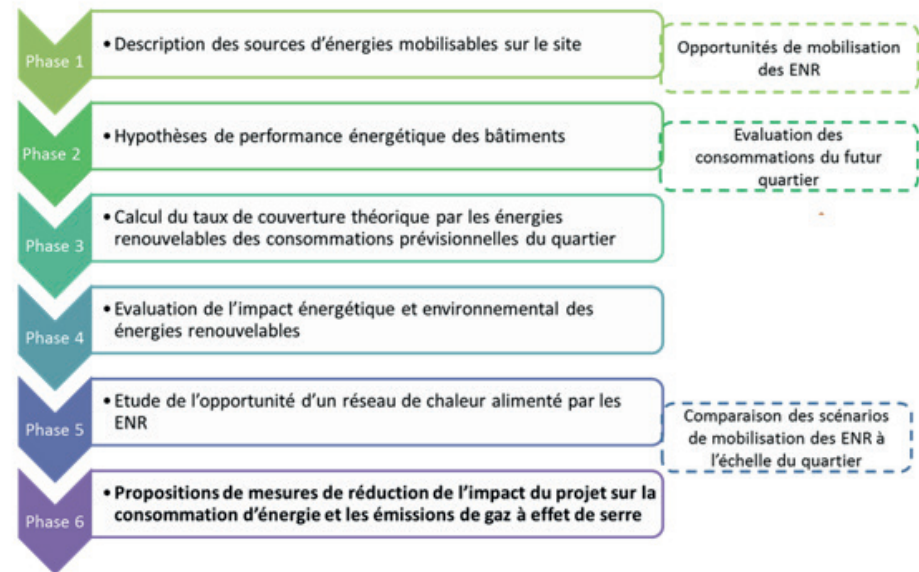 Phase 1
• Description des sources d'énergies mobilisables sur le site
Opportunités de mobilisation
des ENR
Phase 2
• Hypothèses de performance énergétique des bâtiments
Evaluation des
consommations du futur
quartier
Phase 3
• Calcul du taux de couverture théorique par les énergies
renouvelables des consommations prévisionnelles du quartier
Phase 4
• Evaluation de l'impact énergétique et environnemental des
énergies renouvelables
Phase 5
• Etude de l'opportunité d'un réseau de chaleur alimenté par les
ENR
Comparaison des scénarios
de mobilisation des ENR à
l'échelle du quartier
Phase 6
• Propositions de mesures de réduction de l'impact du projet sur la
consommation d'énergie et les émissions de gaz à effet de serre